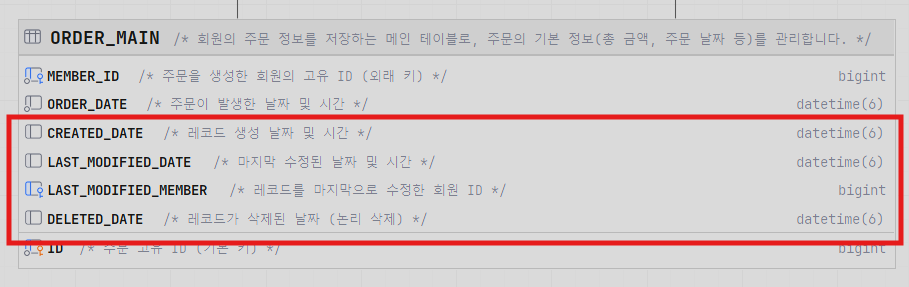 ORDER_MAIN /* 회원의 주문 정보를 저장하는 메인 테이블로, 주문의 기본 정보(총 금액, 주문 날짜 등)를 관리합니다. */
MEMBER_ID /* 주문을 생성한 회원의 고유 ID (외래 키) */ bigint
ORDER_DATE /* 주문이 발생한 날짜 및 시간 */ datetime(6)
CREATED_DATE /* 레코드 생성 날짜 및 시간 */ datetime(6)
LAST_MODIFIED_DATE /* 마지막 수정된 날짜 및 시간 */ datetime(6)
LAST_MODIFIED_MEMBER /* 레코드를 마지막으로 수정한 회원 ID */ bigint
DELETED_DATE /* 레코드가 삭제된 날짜 (논리 삭제) */ datetime(6)
ID /* 주문 고유 ID (기본 키) */ bigint